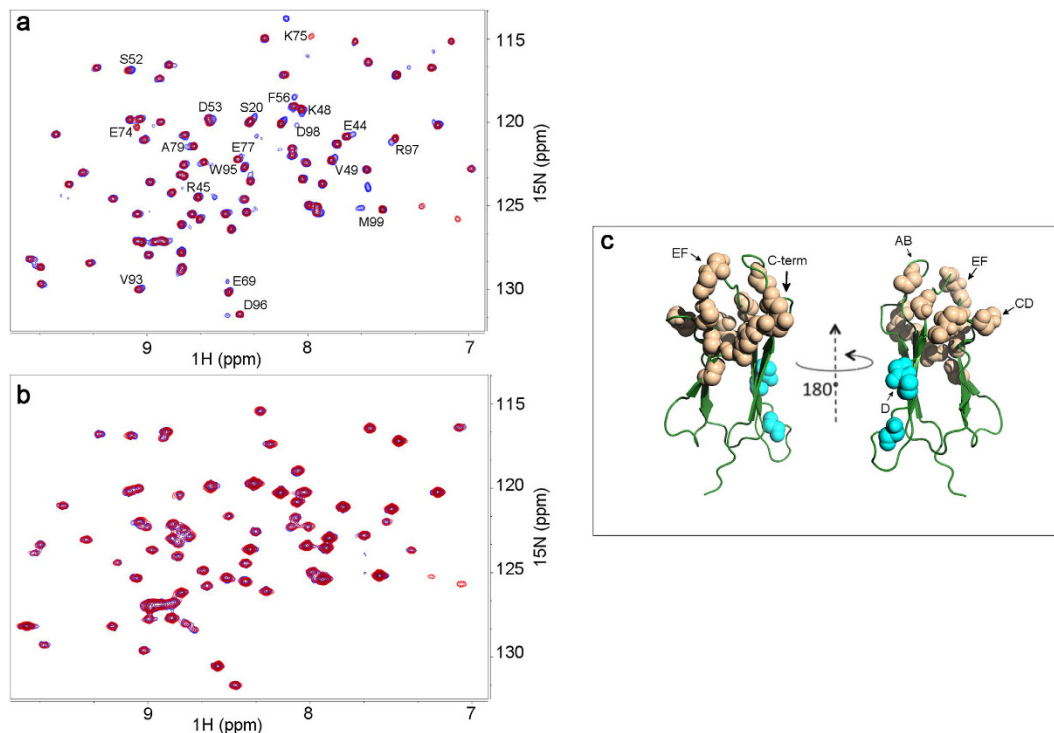 a
K75
S52
F56
D53
S20
K48
E74
D98
E44
A79
E77
R97
W95
V49
R45
M99
V93
E69
D96
115
120
125
130
15N (ppm)
9
8
7
1H (ppm)
b
115
120
125
130
15N (ppm)
9
8
7
1H (ppm)
c
EF
C-term
AB
EF
CD
180°
D